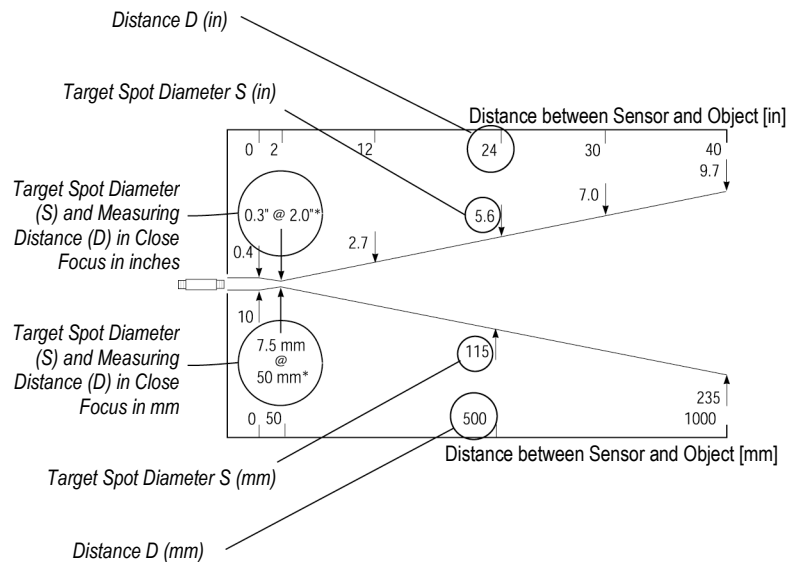 Distance D (in)
Target Spot Diameter S (in)
Distance between Sensor and Object [in]
0 2 12 24 30 40
9.7
Target Spot Diameter
(S) and Measuring
Distance (D) in Close
Focus in inches
0.3" @ 2.0"*
5.6
7.0
0.4
2.7
10
Target Spot Diameter
(S) and Measuring
Distance (D) in Close
Focus in mm
7.5 mm
@
50 mm*
115
235
0 50 500 1000
Distance between Sensor and Object [mm]
Target Spot Diameter S (mm)
Distance D (mm)